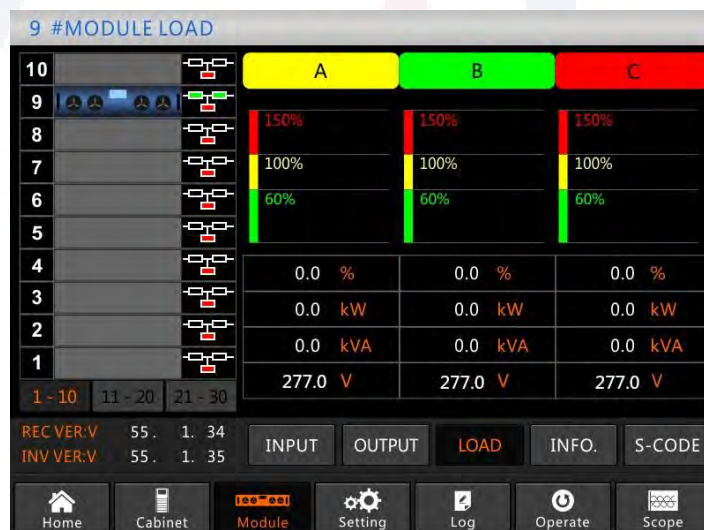 9 #MODULE LOAD
10
9
8
7
6
5
4
3
2
1
1 - 10 11 - 20 21 - 30
REC VER:V 55. 1. 34
INV VER:V 55. 1. 35
A B C
150% 150% 150%
100% 100% 100%
60% 60% 60%
0.0 % 0.0 % 0.0 %
0.0 kW 0.0 kW 0.0 kW
0.0 kVA 0.0 kVA 0.0 kVA
277.0 V 277.0 V 277.0 V
INPUT OUTPUT LOAD INFO. S-CODE
Home Cabinet Module Setting Log Operate Scope